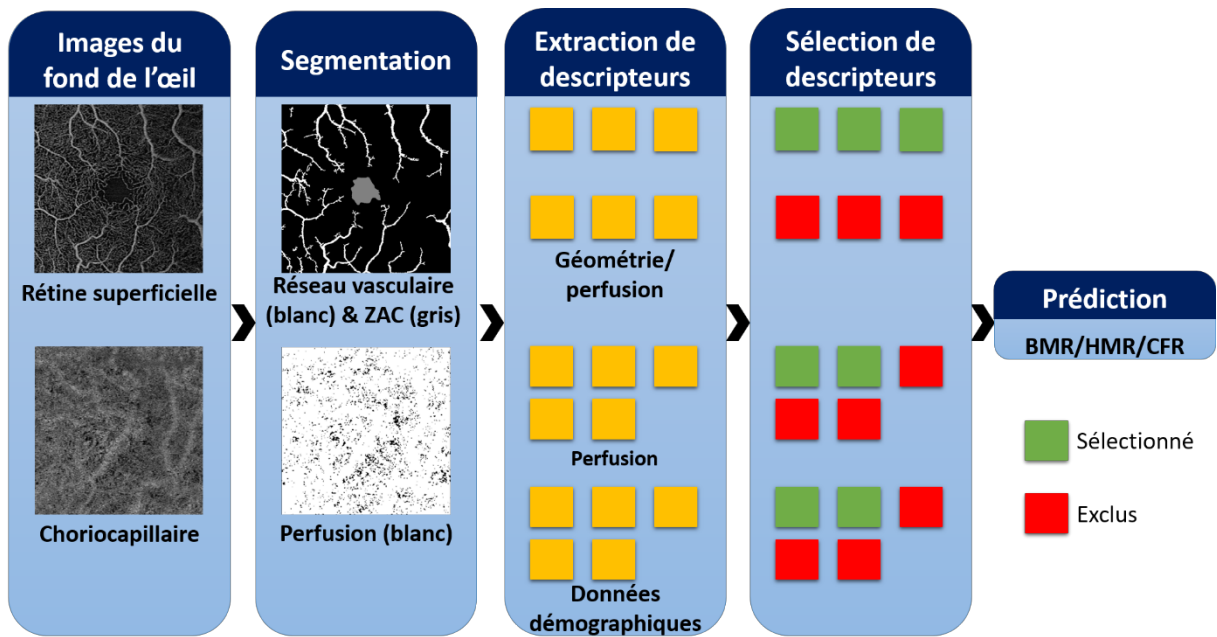 Images du
fond de l'œil
Rétine superficielle
Choriocapillaire
Segmentation
Réseau vasculaire
(blanc) & ZAC (gris)
Perfusion (blanc)
Extraction de
descripteurs
Géométrie/
perfusion
Perfusion
Données
démographiques
Sélection de
descripteurs
Prédiction
BMR/HMR/CFR
Sélectionné
Exclus